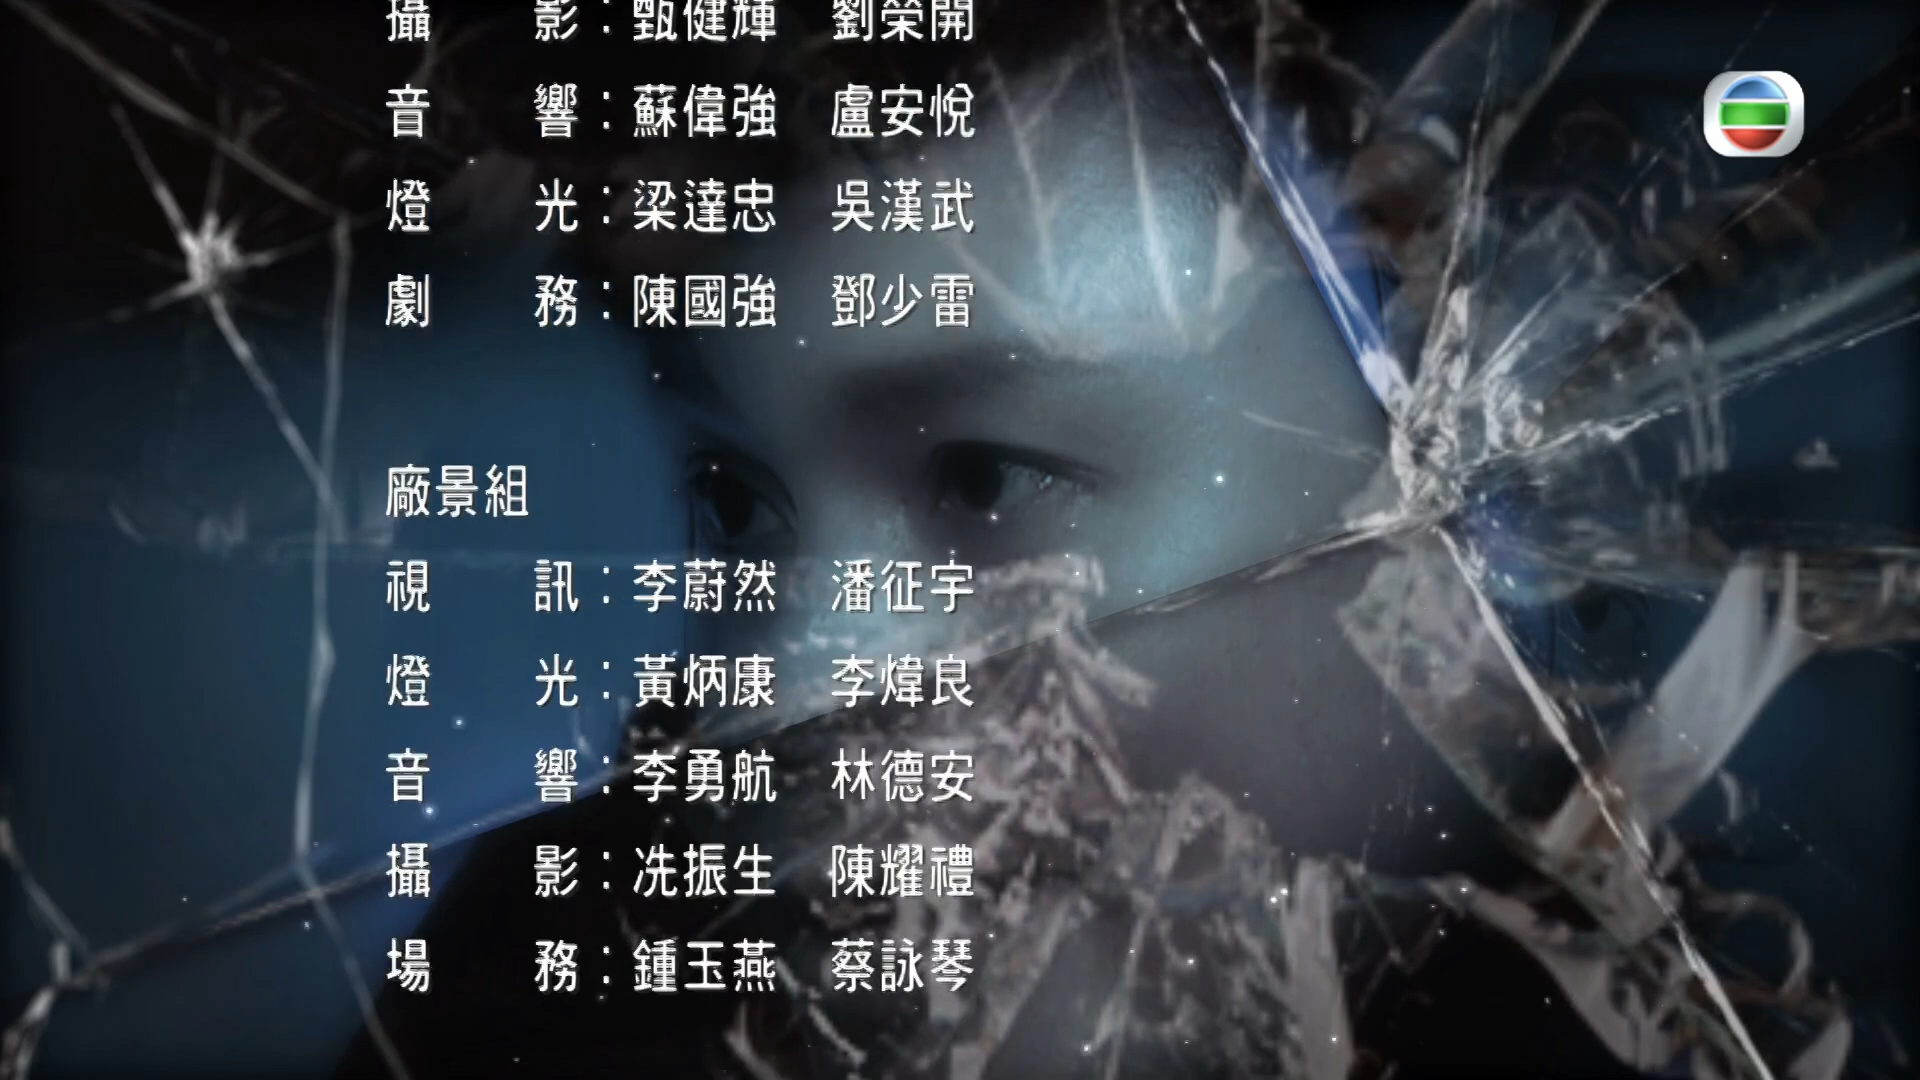 攝　　影：甄健輝　劉榮開
音　　響：蘇偉強　盧安悅
燈　　光：梁達忠　吳漢武
劇　　務：陳國強　鄧少雷
廠景組
視　　訊：李蔚然　潘征宇
燈　　光：黃炳康　李煒良
音　　響：李勇航　林德安
攝　　影：冼振生　陳耀禮
場　　務：鍾玉燕　蔡詠琴